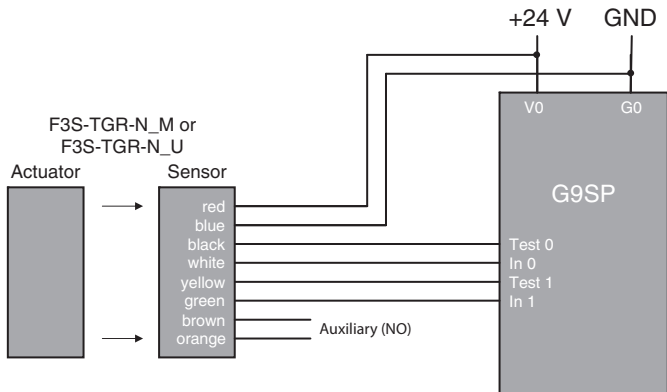 +24 V
GND
V0
G0
F3S-TGR-N_M or
F3S-TGR-N_U
Actuator
Sensor
G9SP
red
blue
black
white
yellow
green
brown
orange
Test 0
In 0
Test 1
In 1
Auxiliary (NO)